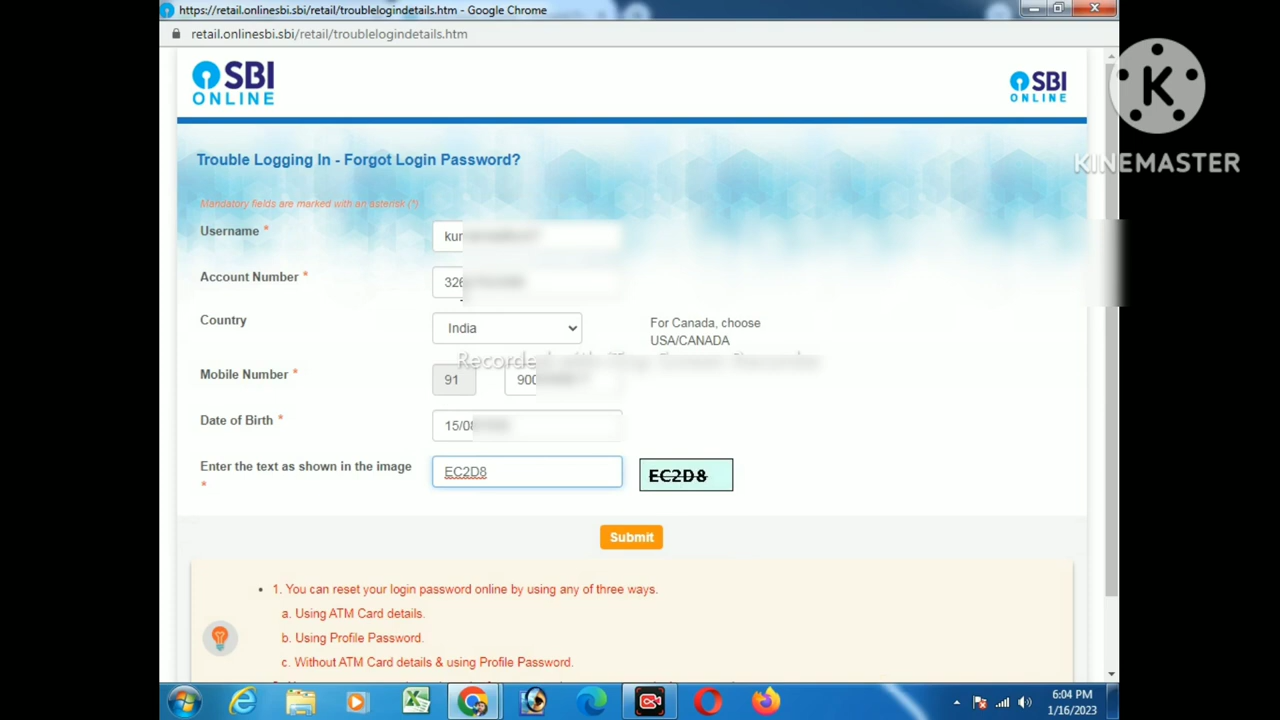 https://retail.onlinesbi.sbi/retail/troublelogindetails.htm - Google Chrome
retail.onlinesbi.sbi/retail/troublelogindetails.htm
SBI
ONLINE
SBI
ONLINE
K
KINEMASTER
Trouble Logging In - Forgot Login Password?
Mandatory fields are marked with an asterisk (*)
Username *
kur
Account Number *
326
Country
India
For Canada, choose
USA/CANADA
Recorded with
Mobile Number *
91
900
Date of Birth *
15/08
Enter the text as shown in the image
*
EC2D8
EC2D8
Submit
• 1. You can reset your login password online by using any of three ways.
a. Using ATM Card details.
b. Using Profile Password.
c. Without ATM Card details & using Profile Password.
6:04 PM
1/16/2023